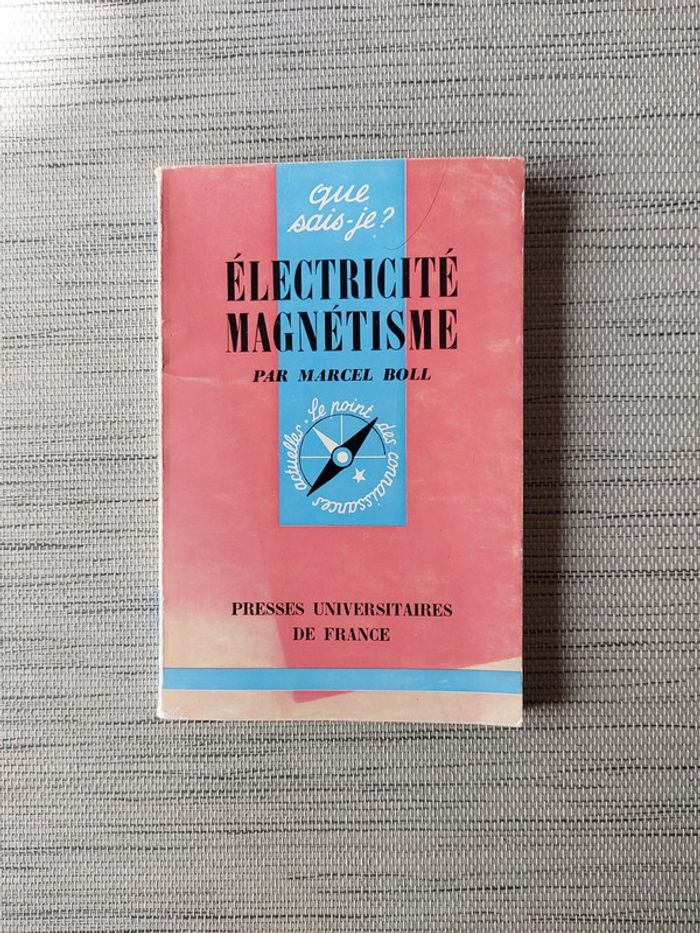 que
sais-je?
ÉLECTRICITÉ
MAGNÉTISME
PAR MARCEL BOLL
Le point des connaissances actuelles
PRESSES UNIVERSITAIRES
DE FRANCE